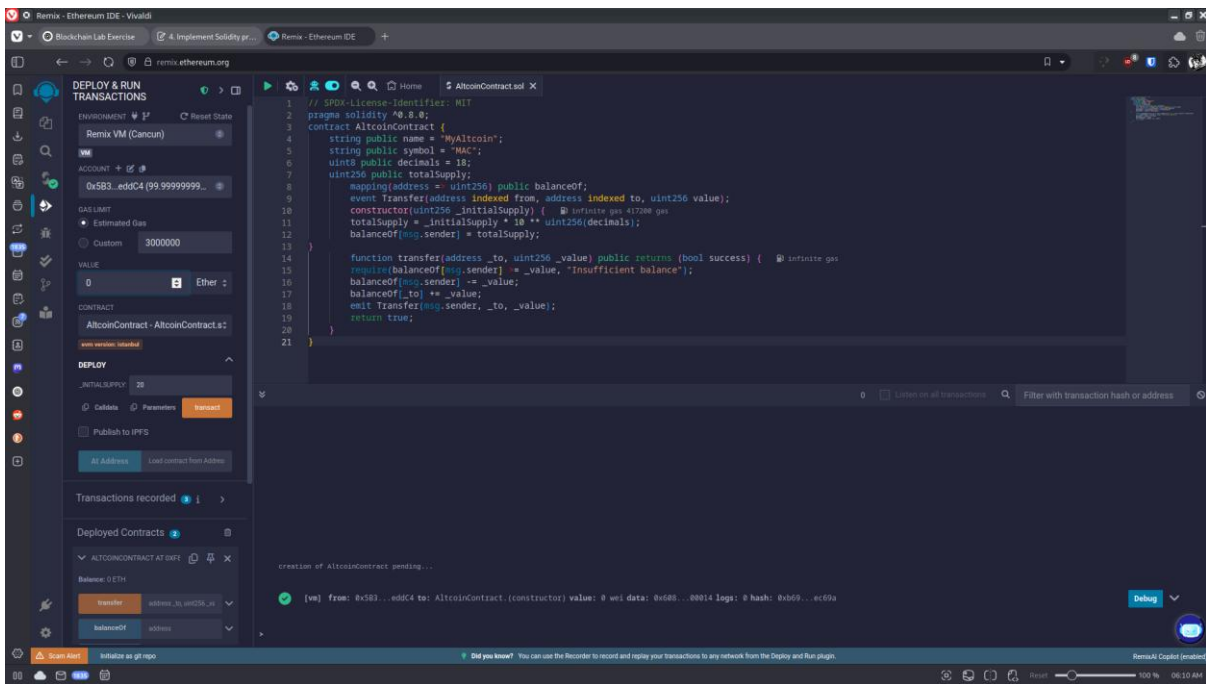 Remix - Ethereum IDE - Vivaldi
Blockchain Lab Exercise
4. Implement Solidity pr...
Remix - Ethereum IDE
remix.ethereum.org
DEPLOY & RUN
TRANSACTIONS
ENVIRONMENT
Reset State
Remix VM (Cancun)
VM
ACCOUNT
0x5B3...eddC4 (99.99999999...
GAS LIMIT
Estimated Gas
Custom 3000000
VALUE
0 Ether
CONTRACT
AltcoinContract - AltcoinContract.s
evm version: istanbul
DEPLOY
_INITIALSUPPLY: 20
Calldata Parameters transact
Publish to IPFS
At Address Load contract from Addres
Transactions recorded 3 i
Deployed Contracts 2
ALTCOINCONTRACT AT 0XFE
Balance: 0 ETH
transfer address _to, uint256 _va
balanceOf address
Home AltcoinContract.sol
1 // SPDX-License-Identifier: MIT
2 pragma solidity ^0.8.0;
3 contract AltcoinContract {
4 string public name = "MyAltcoin";
5 string public symbol = "MAC";
6 uint8 public decimals = 18;
7 uint256 public totalSupply;
8 mapping(address => uint256) public balanceOf;
9 event Transfer(address indexed from, address indexed to, uint256 value);
10 constructor(uint256 _initialSupply) { infinite gas 417200 gas
11 totalSupply = _initialSupply * 10 ** uint256(decimals);
12 balanceOf[msg.sender] = totalSupply;
13 }
14 function transfer(address _to, uint256 _value) public returns (bool success) { infinite gas
15 require(balanceOf[msg.sender] >= _value, "Insufficient balance");
16 balanceOf[msg.sender] -= _value;
17 balanceOf[_to] += _value;
18 emit Transfer(msg.sender, _to, _value);
19 return true;
20 }
21 }
0 Listen on all transactions Filter with transaction hash or address
creation of AltcoinContract pending...
[vm] from: 0x5B3...eddC4 to: AltcoinContract.(constructor) value: 0 wei data: 0x608...00014 logs: 0 hash: 0xb69...ec69a
Debug
>
Scam Alert Initialize as git repo Did you know? You can use the Recorder to record and replay your transactions to any network from the Deploy and Run plugin. RemixAI Copilot (enabled)
Reset 100 % 06:10 AM